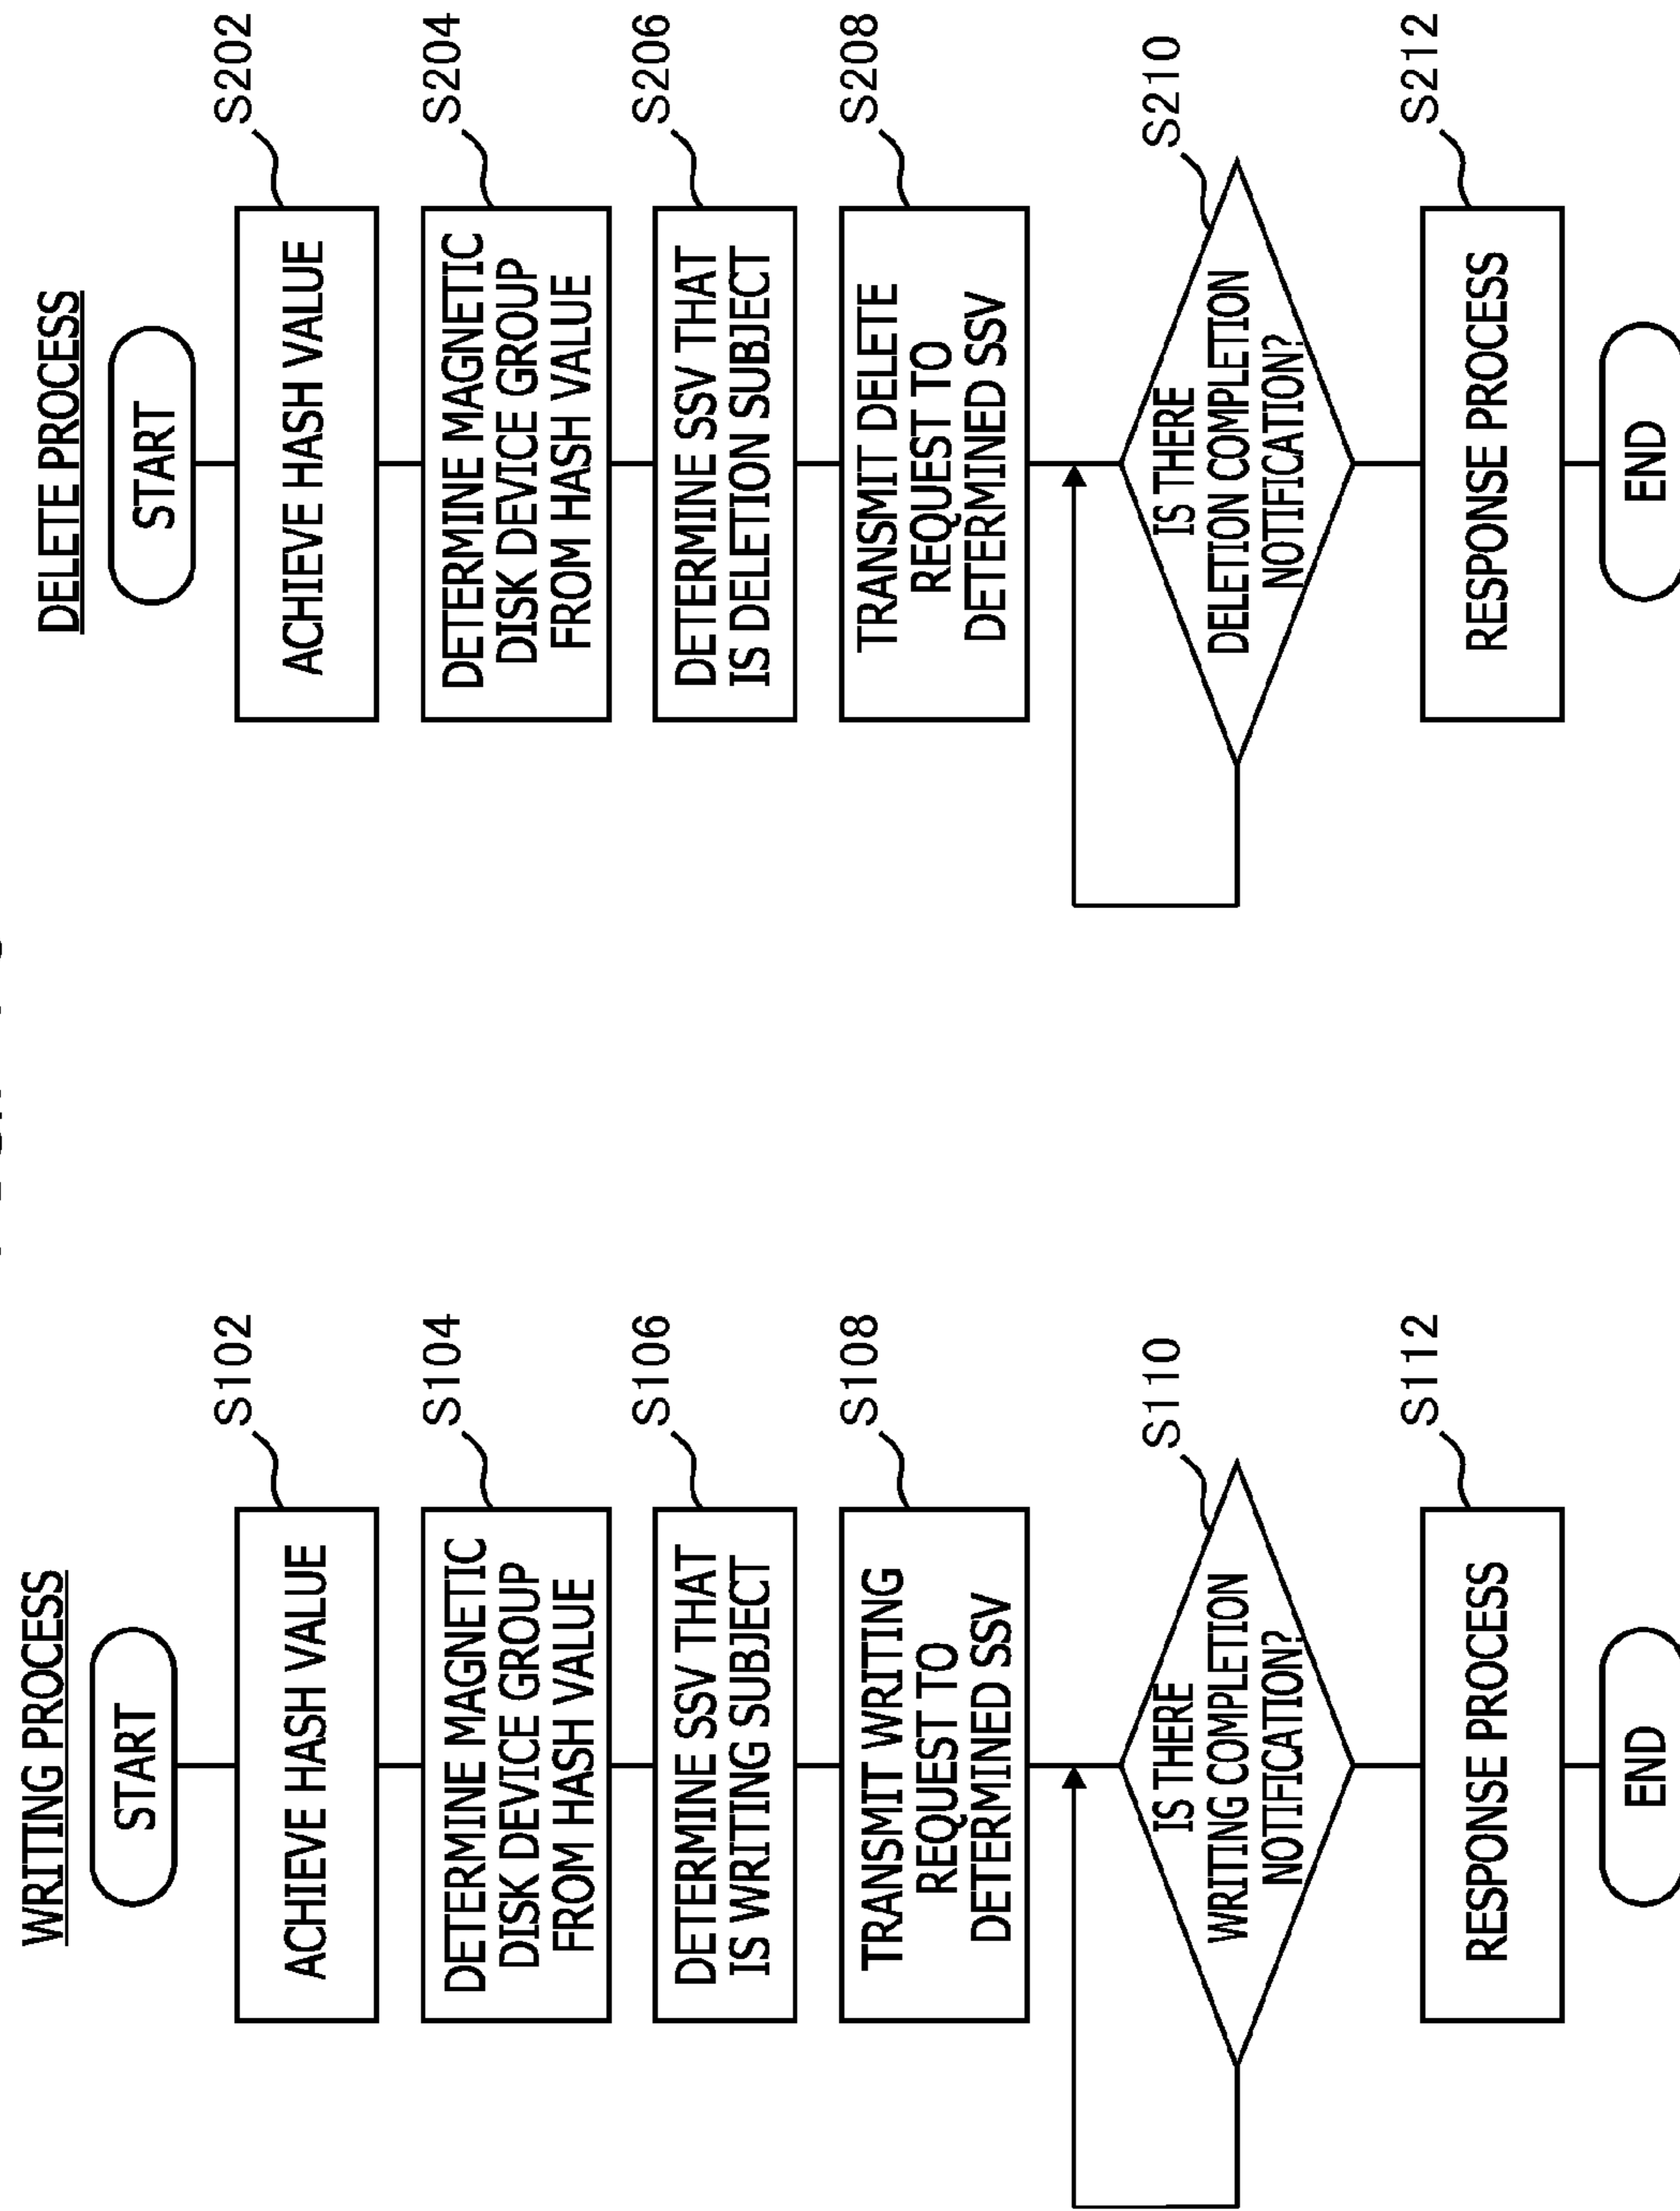 WRITING PROCESS
START
ACHIEVE HASH VALUE
S102
DETERMINE MAGNETIC
DISK DEVICE GROUP
FROM HASH VALUE
S104
DETERMINE SSV THAT
IS WRITING SUBJECT
S106
TRANSMIT WRITING
REQUEST TO
DETERMINED SSV
S108
IS THERE
WRITING COMPLETION
NOTIFICATION?
S110
RESPONSE PROCESS
S112
END
DELETE PROCESS
START
ACHIEVE HASH VALUE
S202
DETERMINE MAGNETIC
DISK DEVICE GROUP
FROM HASH VALUE
S204
DETERMINE SSV THAT
IS DELETION SUBJECT
S206
TRANSMIT DELETE
REQUEST TO
DETERMINED SSV
S208
IS THERE
DELETION COMPLETION
NOTIFICATION?
S210
RESPONSE PROCESS
S212
END